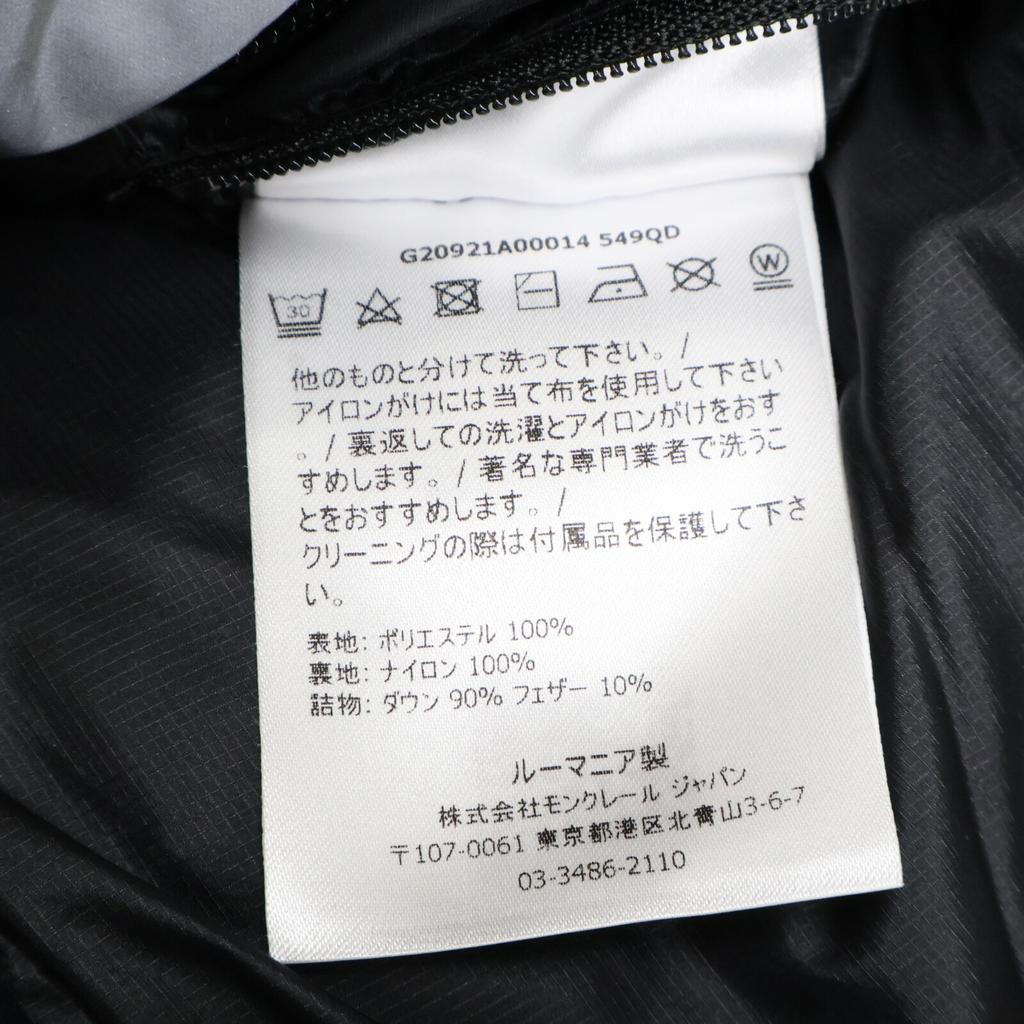 G20921A00014 549QD
30 W
他のものと分けて洗って下さい。/
アイロンがけには当て布を使用して下さい
。/ 裏返しての洗濯とアイロンがけをおす
すめします。/ 著名な専門業者で洗うこ
とをおすすめします。/
クリーニングの際は付属品を保護して下さ
い。
表地: ポリエステル 100%
裏地: ナイロン 100%
詰物: ダウン 90% フェザー 10%
ルーマニア製
株式会社モンクレール ジャパン
〒107-0061 東京都港区北青山3-6-7
03-3486-2110